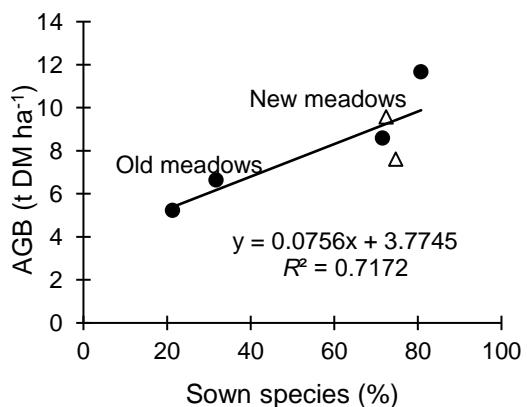 14
12
10
8
6
4
2
0
AGB (t DM ha⁻¹)
New meadows
Old meadows
y = 0.0756x + 3.7745
R² = 0.7172
0 20 40 60 80 100
Sown species (%)